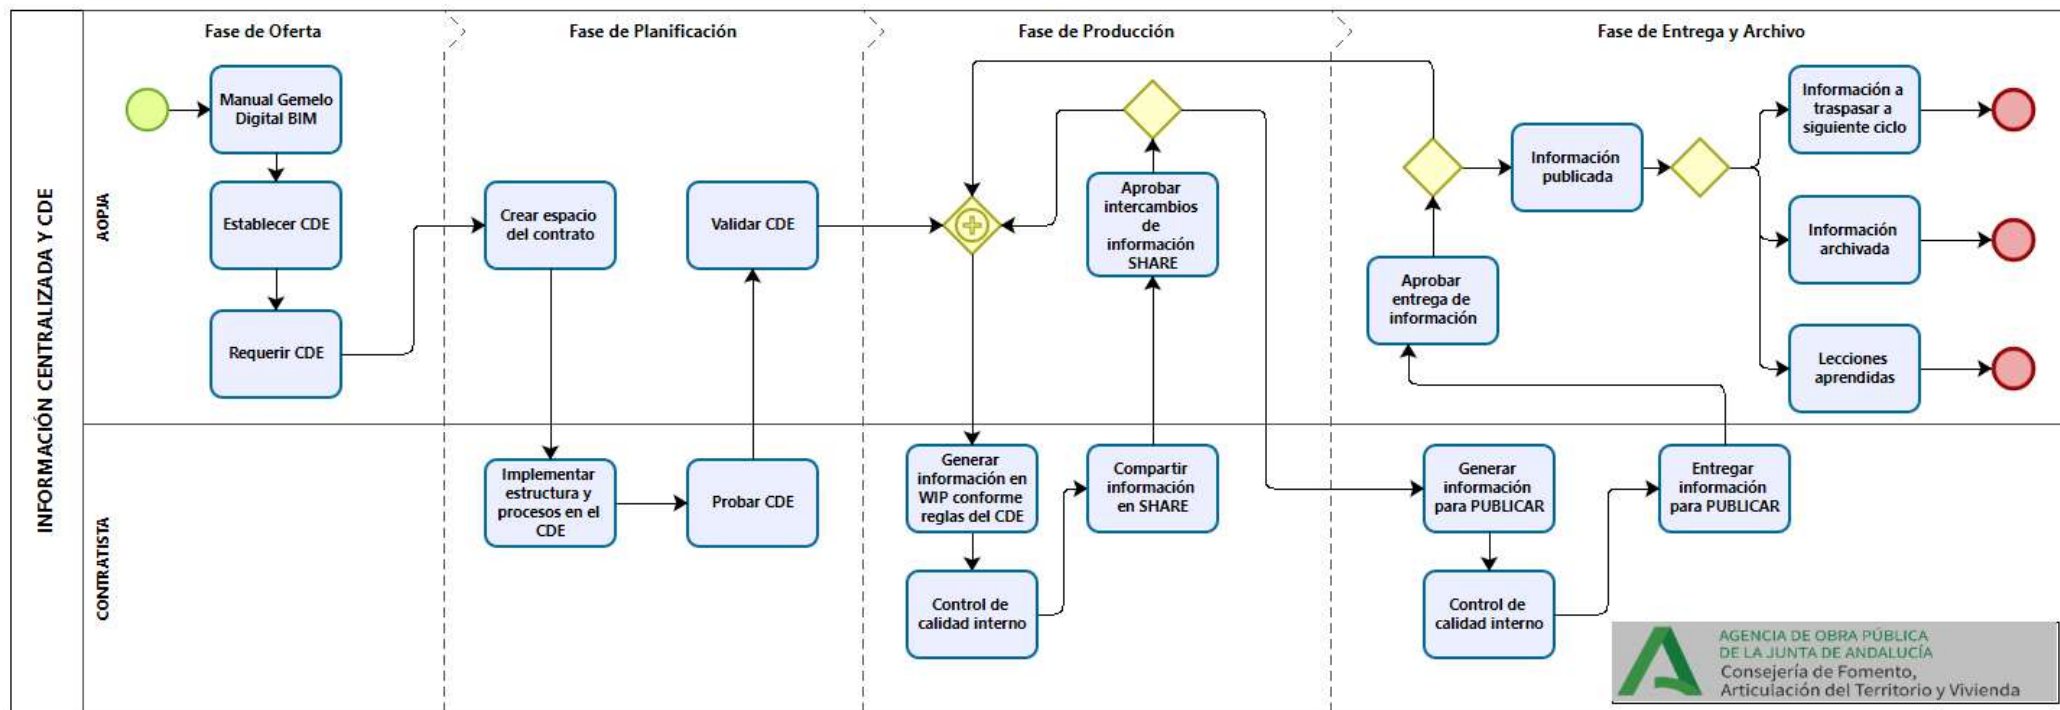 INFORMACIÓN CENTRALIZADA Y CDE
Fase de Oferta
Fase de Planificación
Fase de Producción
Fase de Entrega y Archivo
AOPJA
Manual Gemelo
Digital BIM
Establecer CDE
Requerir CDE
Crear espacio
del contrato
Validar CDE
Aprobar
intercambios
de
información
SHARE
Aprobar
entrega de
información
Información
publicada
Información a
traspasar a
siguiente ciclo
Información
archivada
Lecciones
aprendidas
CONTRATISTA
Implementar
estructura y
procesos en el
CDE
Probar CDE
Generar
información en
WIP conforme
reglas del CDE
Control de
calidad interno
Compartir
información
en SHARE
Generar
información
para PUBLICAR
Control de
calidad interno
Entregar
información
para PUBLICAR
AGENCIA DE OBRA PÚBLICA
DE LA JUNTA DE ANDALUCÍA
Consejería de Fomento,
Articulación del Territorio y Vivienda